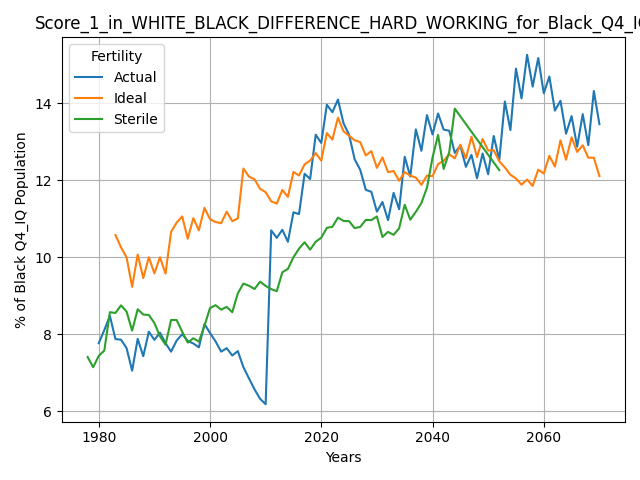 Score_1_in_WHITE_BLACK_DIFFERENCE_HARD_WORKING_for_Black_Q4_IQ
Fertility
Actual
Ideal
Sterile
% of Black Q4_IQ Population
14
12
10
8
6
1980
2000
2020
2040
2060
Years